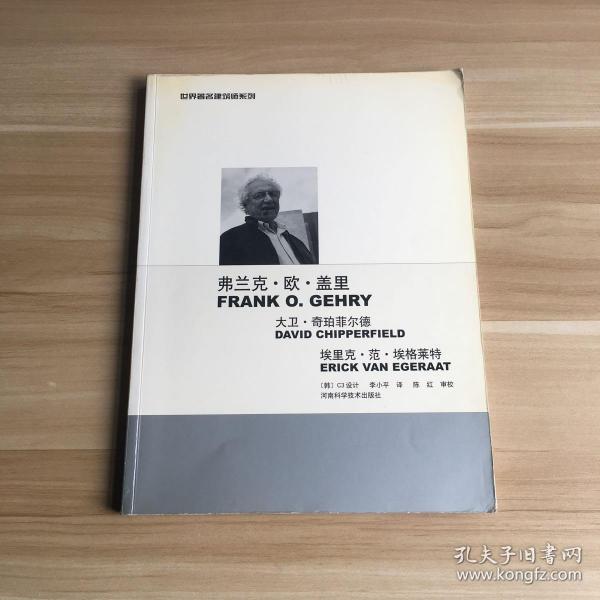 世界著名建筑师系列
弗兰克·欧·盖里
FRANK O. GEHRY
大卫·奇珀菲尔德
DAVID CHIPPERFIELD
埃里克·范·埃格莱特
ERICK VAN EGERAAT
[韩] C3设计 李小平 译 陈 红 审校
河南科学技术出版社
孔夫子旧书网
www.kongfz.com